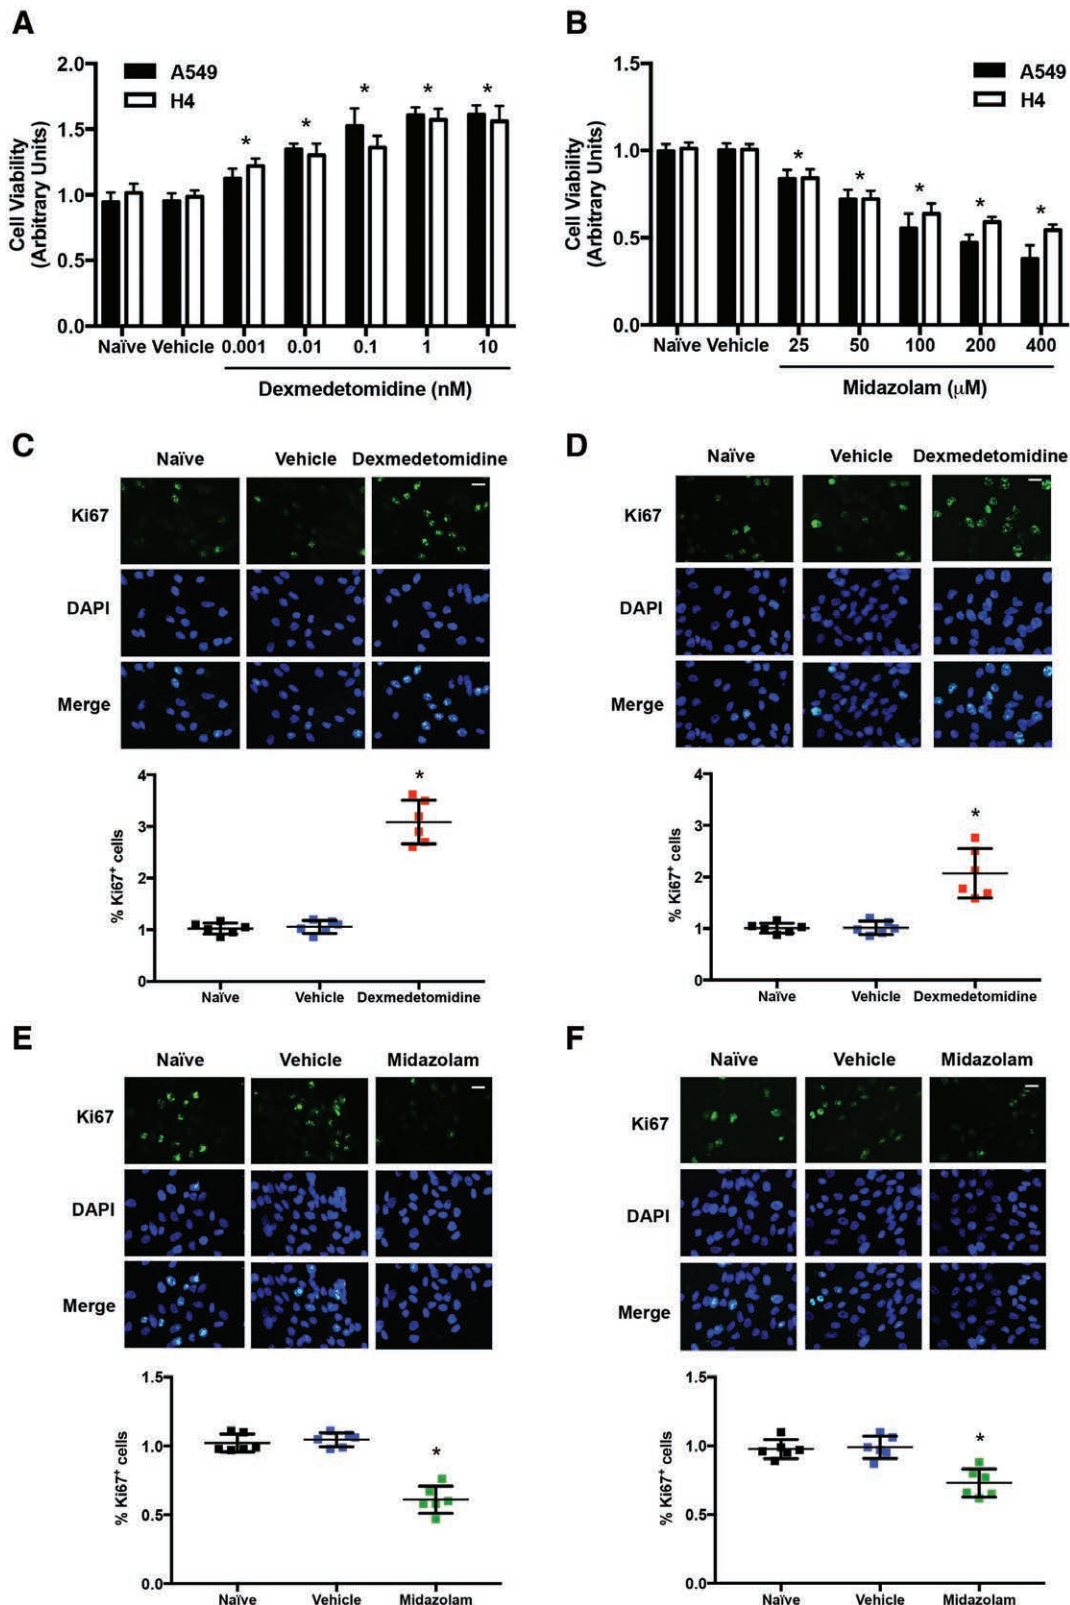 A
2.0
1.5
1.0
0.5
0.0
Cell Viability
(Arbitrary Units)
A549
H4
*
*
*
*
*
Naïve Vehicle 0.001 0.01 0.1 1 10
Dexmedetomidine (nM)
B
1.5
1.0
0.5
0.0
Cell Viability
(Arbitrary Units)
A549
H4
*
*
*
*
*
Naïve Vehicle 25 50 100 200 400
Midazolam (μM)
C
Naïve Vehicle Dexmedetomidine
Ki67
DAPI
Merge
4
3
2
1
0
% Ki67+ cells
*
Naïve Vehicle Dexmedetomidine
D
Naïve Vehicle Dexmedetomidine
Ki67
DAPI
Merge
4
3
2
1
0
% Ki67+ cells
*
Naïve Vehicle Dexmedetomidine
E
Naïve Vehicle Midazolam
Ki67
DAPI
Merge
1.5
1.0
0.5
0.0
% Ki67+ cells
*
Naïve Vehicle Midazolam
F
Naïve Vehicle Midazolam
Ki67
DAPI
Merge
1.5
1.0
0.5
0.0
% Ki67+ cells
*
Naïve Vehicle Midazolam